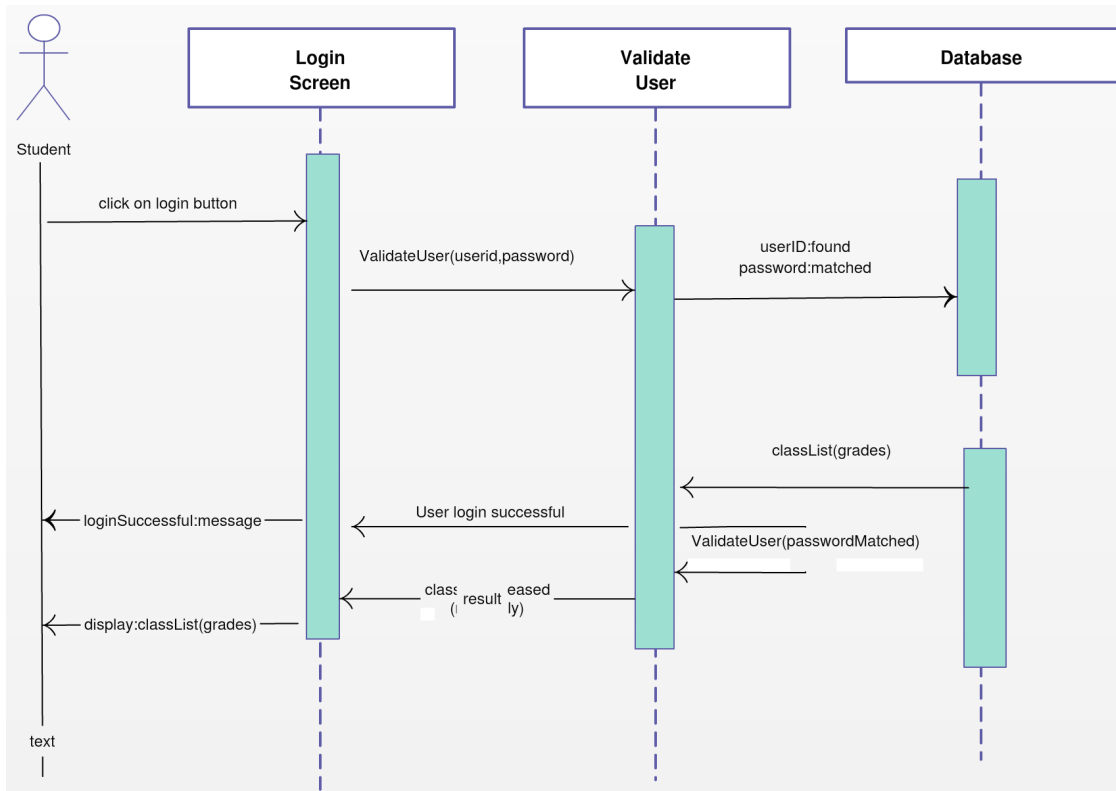 Login
Screen
Validate
User
Database
Student
click on login button
ValidateUser(userid,password)
userID:found
password:matched
classList(grades)
loginSuccessful:message
User login successful
ValidateUser(passwordMatched)
result
display:classList(grades)
text